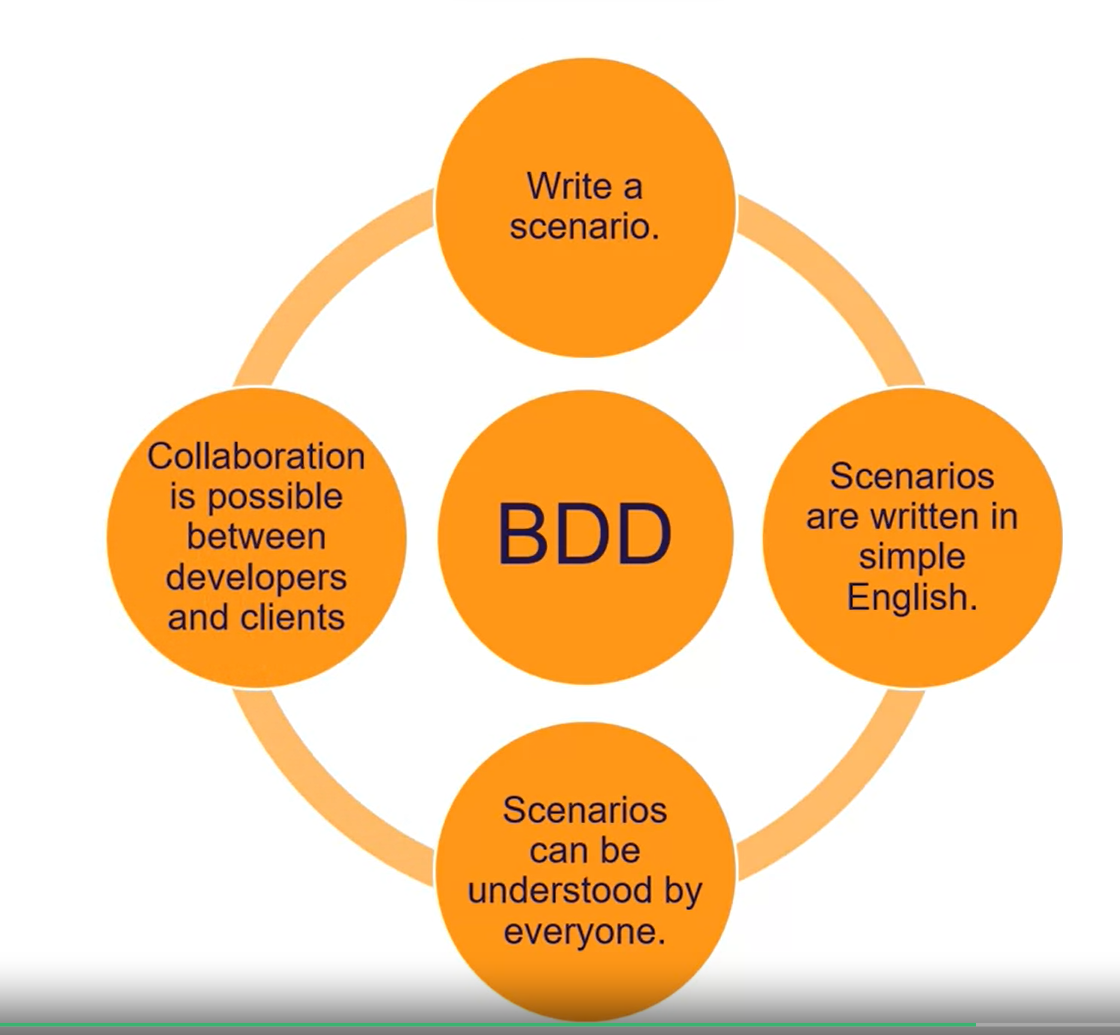 Write a
scenario.
Collaboration
is possible
between
developers
and clients
BDD
Scenarios
are written in
simple
English.
Scenarios
can be
understood by
everyone.